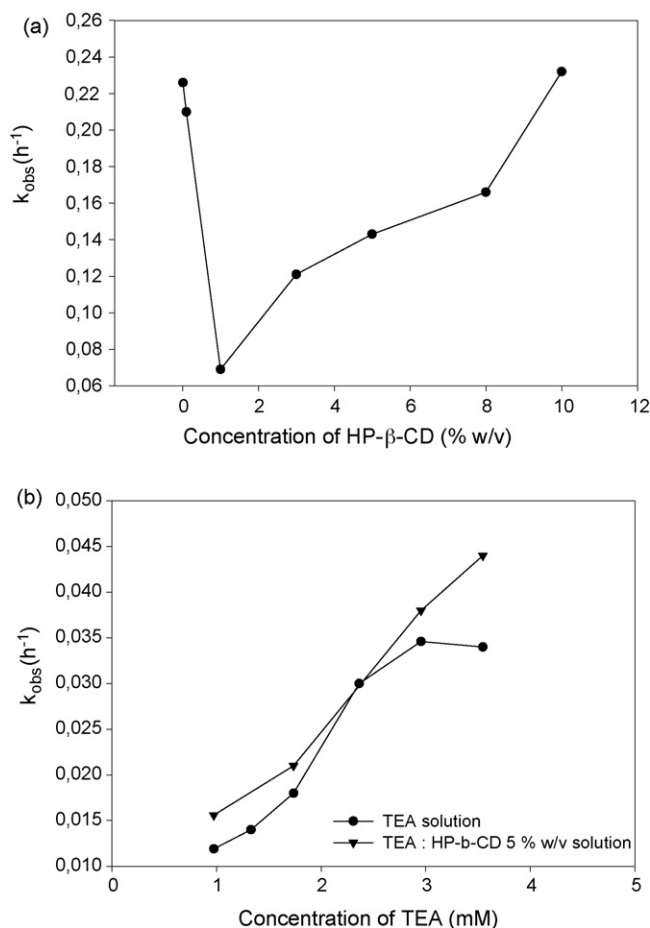 (a)
0,26
0,24
0,22
0,20
0,18
0,16
0,14
0,12
0,10
0,08
0,06
k_obs(h⁻¹)
0 2 4 6 8 10 12
Concentration of HP-β-CD (% w/v)
(b)
0,050
0,045
0,040
0,035
0,030
0,025
0,020
0,015
0,010
k_obs(h⁻¹)
TEA solution
TEA : HP-b-CD 5 % w/v solution
0 1 2 3 4 5
Concentration of TEA (mM)